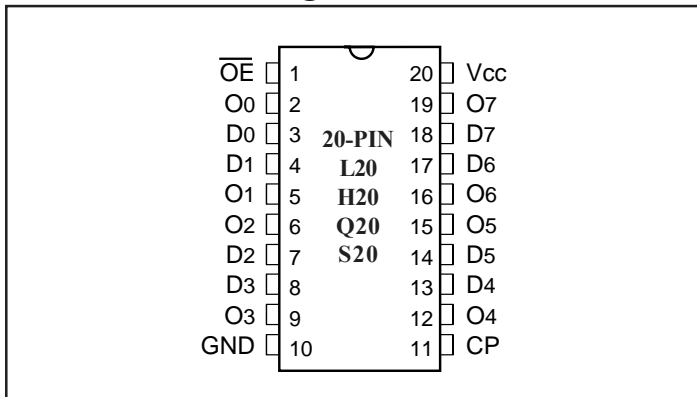 OE 1 20 Vcc
O0 2 19 O7
D0 3 20-PIN 18 D7
D1 4 L20 17 D6
O1 5 H20 16 O6
O2 6 Q20 15 O5
D2 7 S20 14 D5
D3 8 13 D4
O3 9 12 O4
GND 10 11 CP